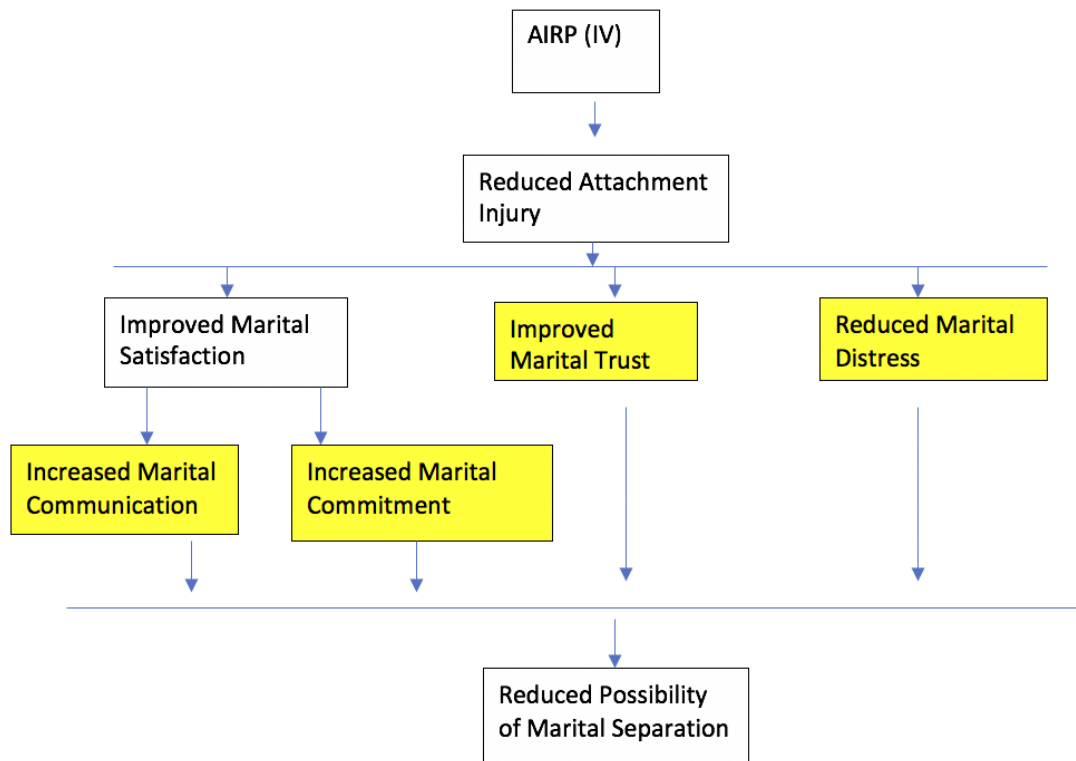 AIRP (IV)
Reduced Attachment
Injury
Improved Marital
Satisfaction
Improved
Marital Trust
Reduced Marital
Distress
Increased Marital
Communication
Increased Marital
Commitment
Reduced Possibility
of Marital Separation